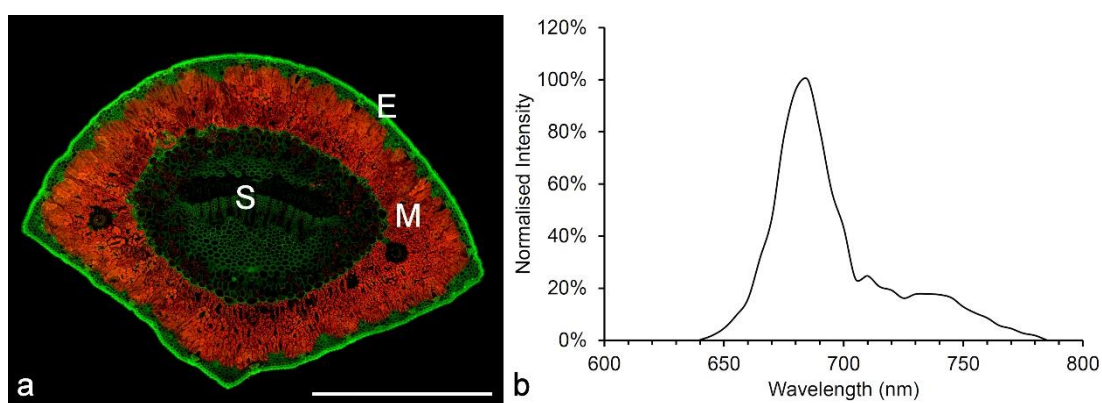 E
S
M
a
120%
100%
80%
60%
40%
20%
0%
Normalised Intensity
600 650 700 750 800
Wavelength (nm)
b